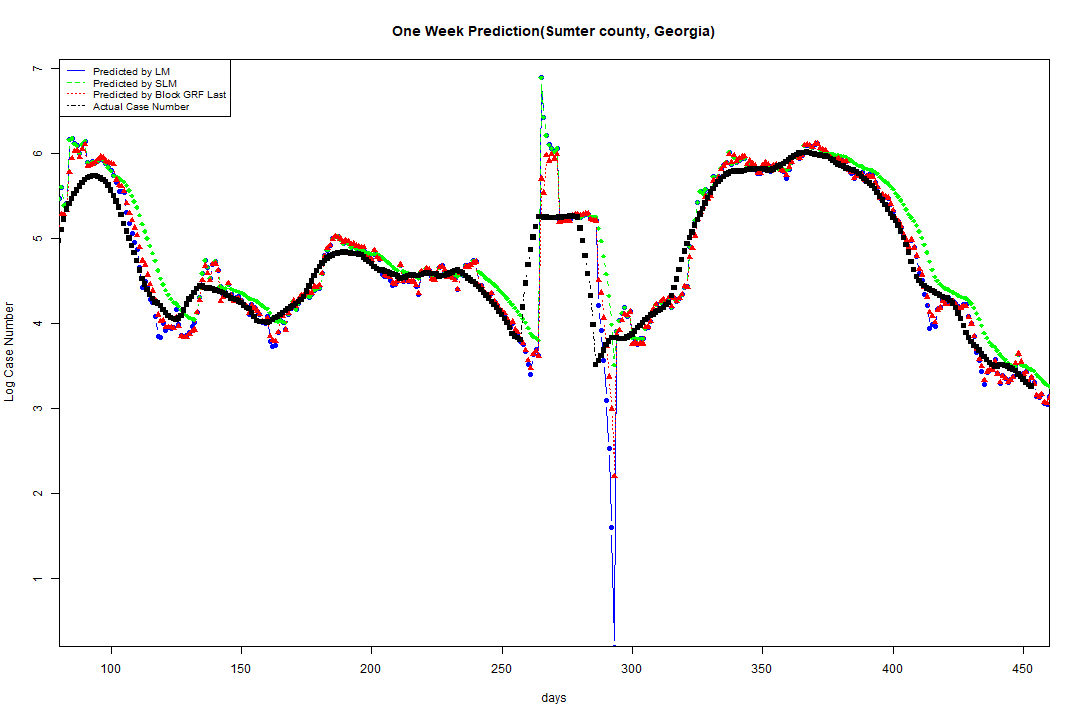 One Week Prediction(Sumter county, Georgia)
7
Predicted by LM
Predicted by SLM
Predicted by Block GRF Last
Actual Case Number
6
5
4
3
2
1
Log Case Number
100 150 200 250 300 350 400 450
days